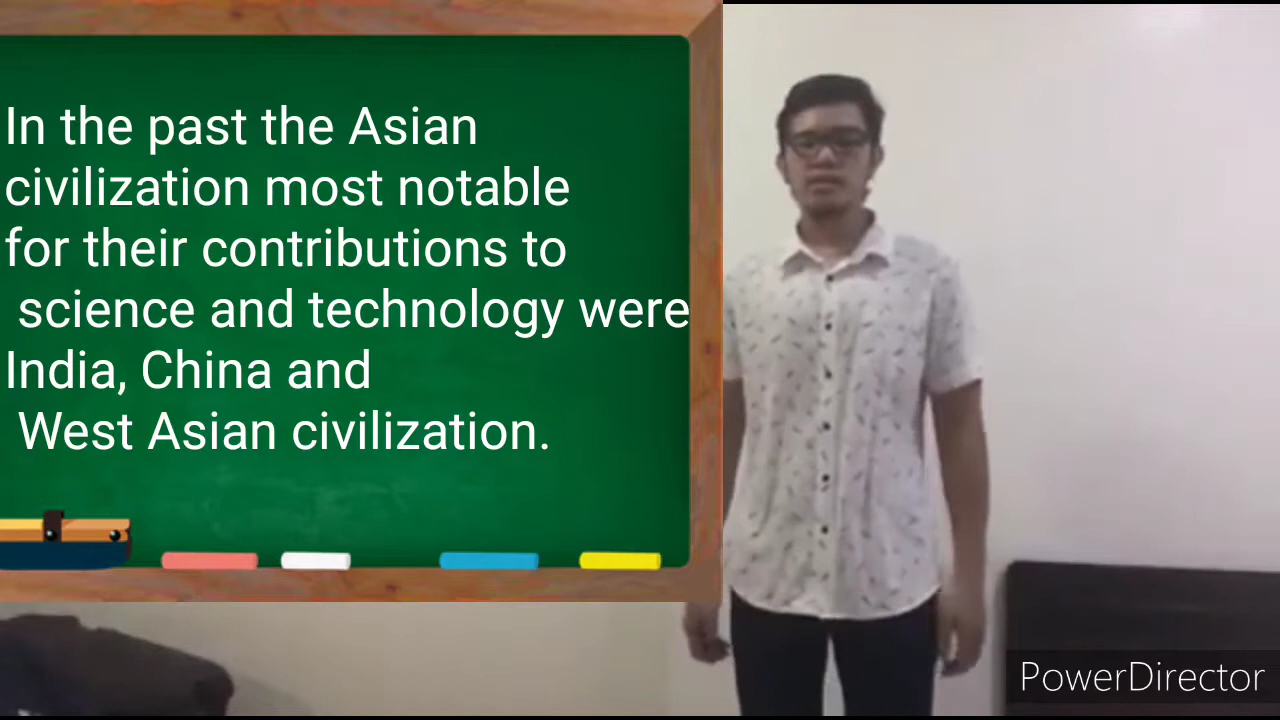 In the past the Asian
civilization most notable
for their contributions to
science and technology were
India, China and
West Asian civilization.
PowerDirector